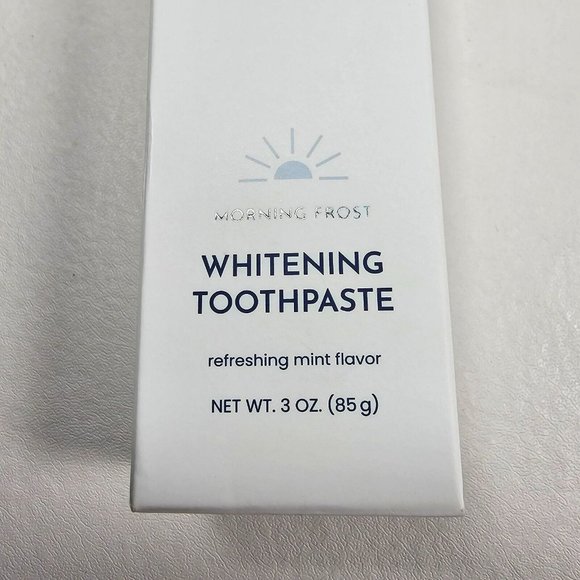 MORNING FROST
WHITENING
TOOTHPASTE
refreshing mint flavor
NET WT. 3 OZ. (85 g)